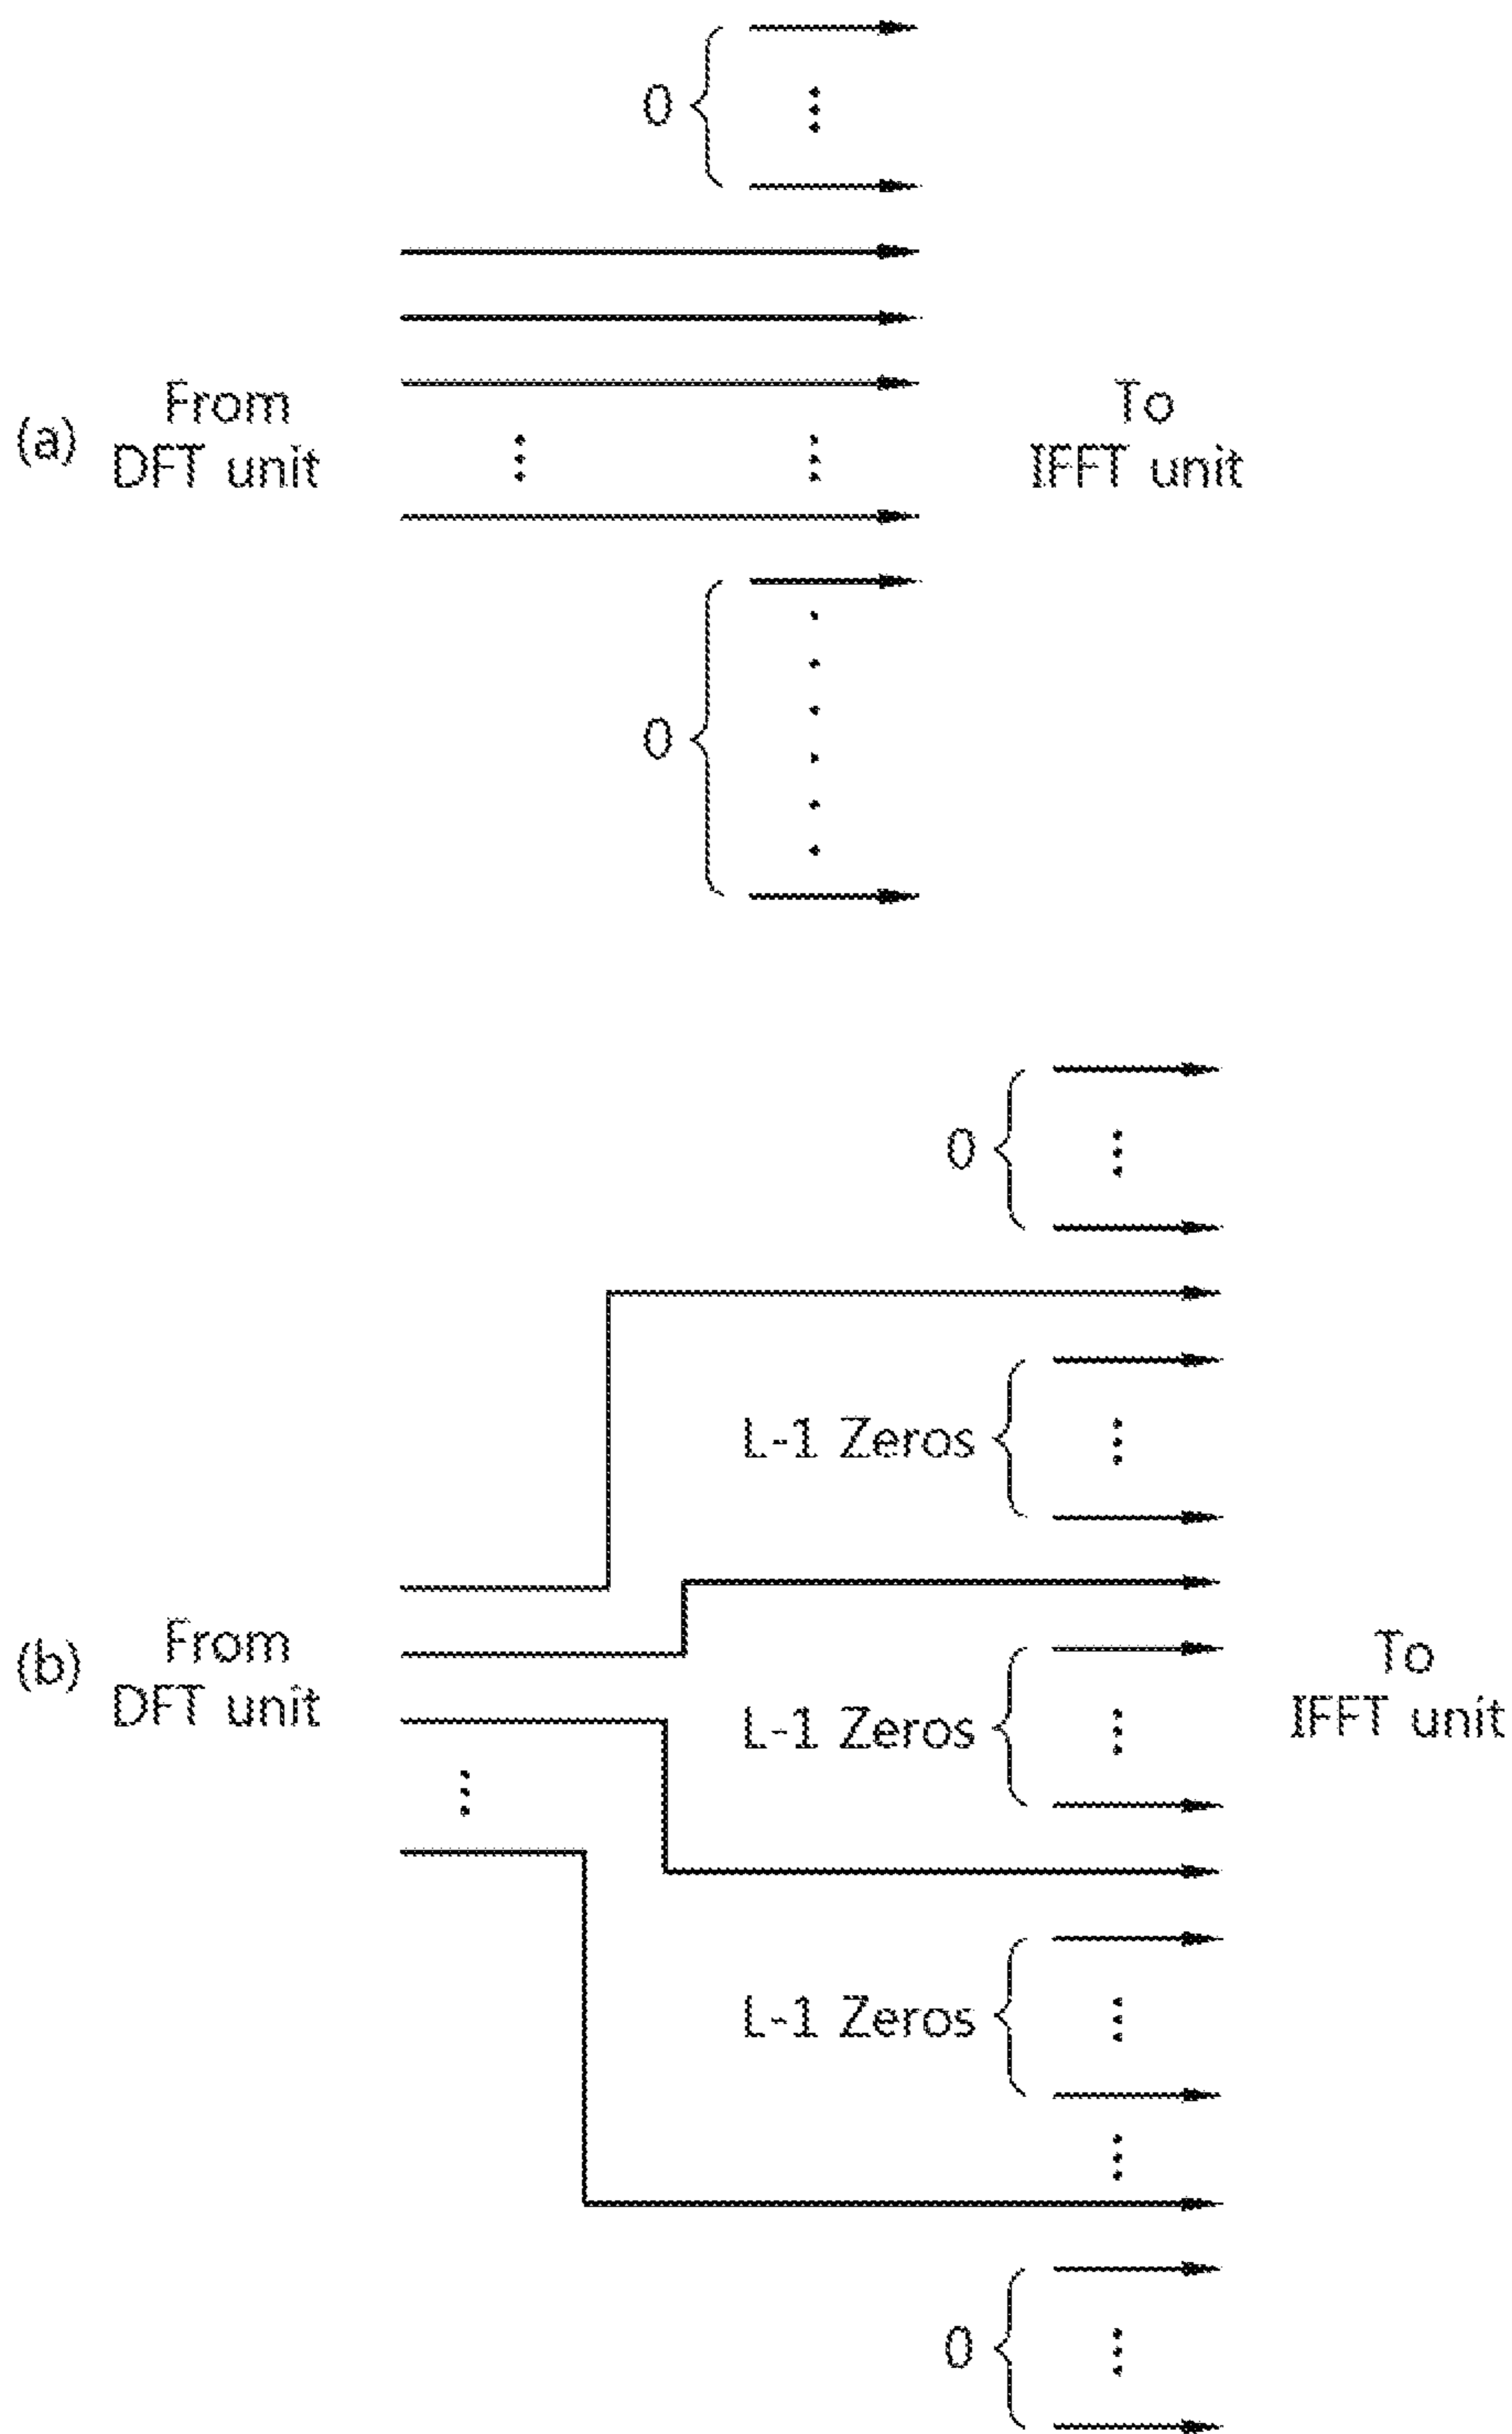 0
(a)
From
DFT unit
To
IFFT unit
0
0
L-1 Zeros
(b)
From
DFT unit
L-1 Zeros
To
IFFT unit
L-1 Zeros
0